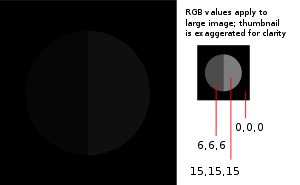 RGB values apply to
large image; thumbnail
is exaggerated for clarity
0,0,0
6,6,6
15,15,15